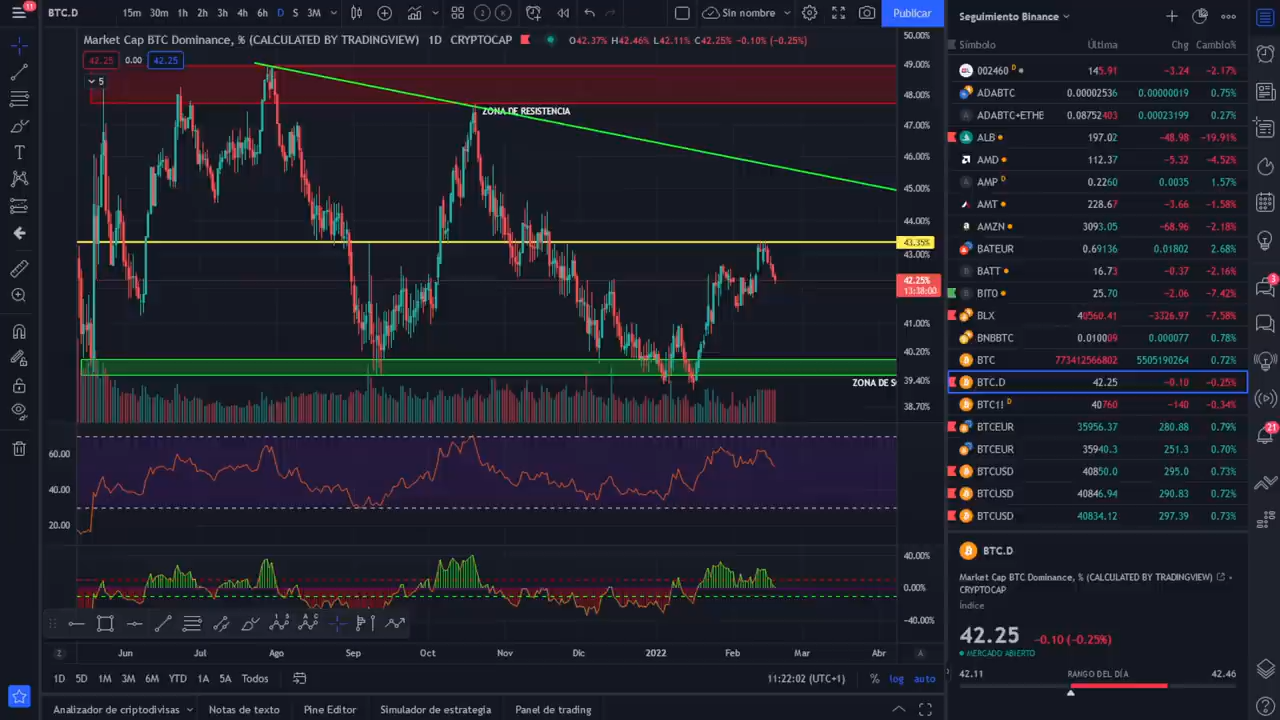 11
15m 30m 1h 2h 3h 4h 6h D S 3M 2 K Sin nombre Publicar
Market Cap BTC Dominance, % (CALCULATED BY TRADINGVIEW) 1D CRYPTOCAP O42.37% H42.46% L42.11% C42.25% -0.10% (-0.25%)
42.25 0.00 42.25
5
ZONA DE RESISTENCIA
ZONA DE S
50.00%
49.00%
48.00%
47.00%
46.00%
45.00%
44.00%
43.35%
43.00%
42.25%
13:38:00
41.00%
40.20%
39.40%
38.70%
60.00
40.00
20.00
40.00%
0.00%
-40.00%
Z Jun Jul Ago Sep Oct Nov Dic 2022 Feb Mar Abr A
1D 5D 1M 3M 6M YTD 1A 5A Todos 11:22:02 (UTC+1) % log auto
Analizador de criptodivisas Notas de texto Pine Editor Simulador de estrategia Panel de trading
Seguimiento Binance
Símbolo Última Chg Cambio%
002460 D 145.91 -3.24 -2.17%
ADABTC 0.00002536 0.00000019 0.75%
ADABTC+ETHE 0.08752403 0.00023199 0.27%
ALB 197.02 -48.98 -19.91%
AMD 112.37 -5.32 -4.52%
AMP D 0.2260 0.0035 1.57%
AMT 228.67 -3.66 -1.58%
AMZN 3093.05 -68.96 -2.18%
BATEUR 0.69136 0.01802 2.68%
BATT 16.73 -0.37 -2.16%
BITO 25.70 -2.06 -7.42%
BLX 40560.41 -3326.97 -7.58%
BNBBTC 0.010009 0.000077 0.78%
BTC 773412566802 5505190264 0.72%
BTC.D 42.25 -0.10 -0.25%
BTC1! D 40760 -140 -0.34%
BTCEUR 35956.37 280.88 0.79%
BTCEUR 35940.3 251.3 0.70%
BTCUSD 40850.0 295.0 0.73%
BTCUSD 40846.94 290.83 0.72%
BTCUSD 40834.12 297.39 0.73%
BTC.D
Market Cap BTC Dominance, % (CALCULATED BY TRADINGVIEW)
CRYPTOCAP
Índice
42.25 -0.10 (-0.25%)
MERCADO ABIERTO
42.11 RANGO DEL DÍA 42.46
3
21